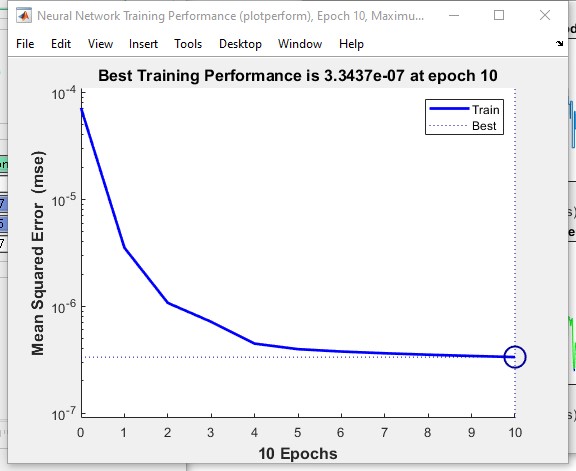 Neural Network Training Performance (plotperform), Epoch 10, Maximu...
File Edit View Insert Tools Desktop Window Help
Best Training Performance is 3.3437e-07 at epoch 10
Train
Best
10-4
10-5
10-6
10-7
Mean Squared Error (mse)
0 1 2 3 4 5 6 7 8 9 10
10 Epochs